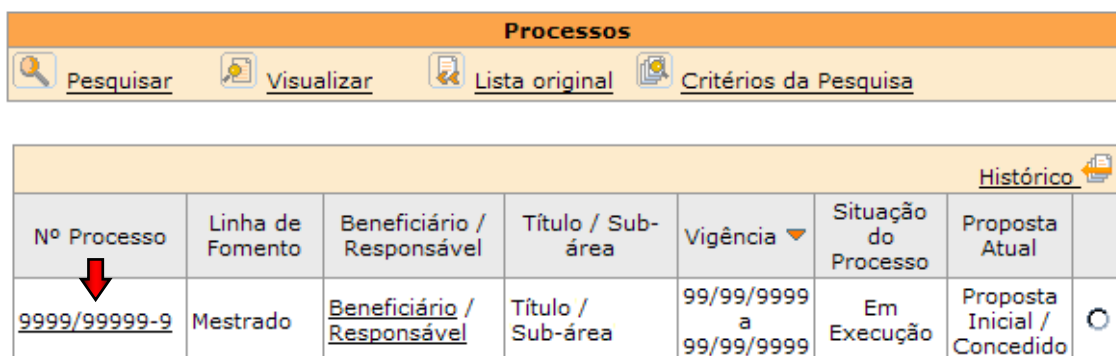 Processos
Pesquisar Visualizar Lista original Critérios da Pesquisa
Histórico
Nº Processo
Linha de
Fomento
Beneficiário /
Responsável
Título / Sub-
área
Vigência
Situação
do
Processo
Proposta
Atual
9999/99999-9
Mestrado
Beneficiário /
Responsável
Título /
Sub-área
99/99/9999
a
99/99/9999
Em
Execução
Proposta
Inicial /
Concedido